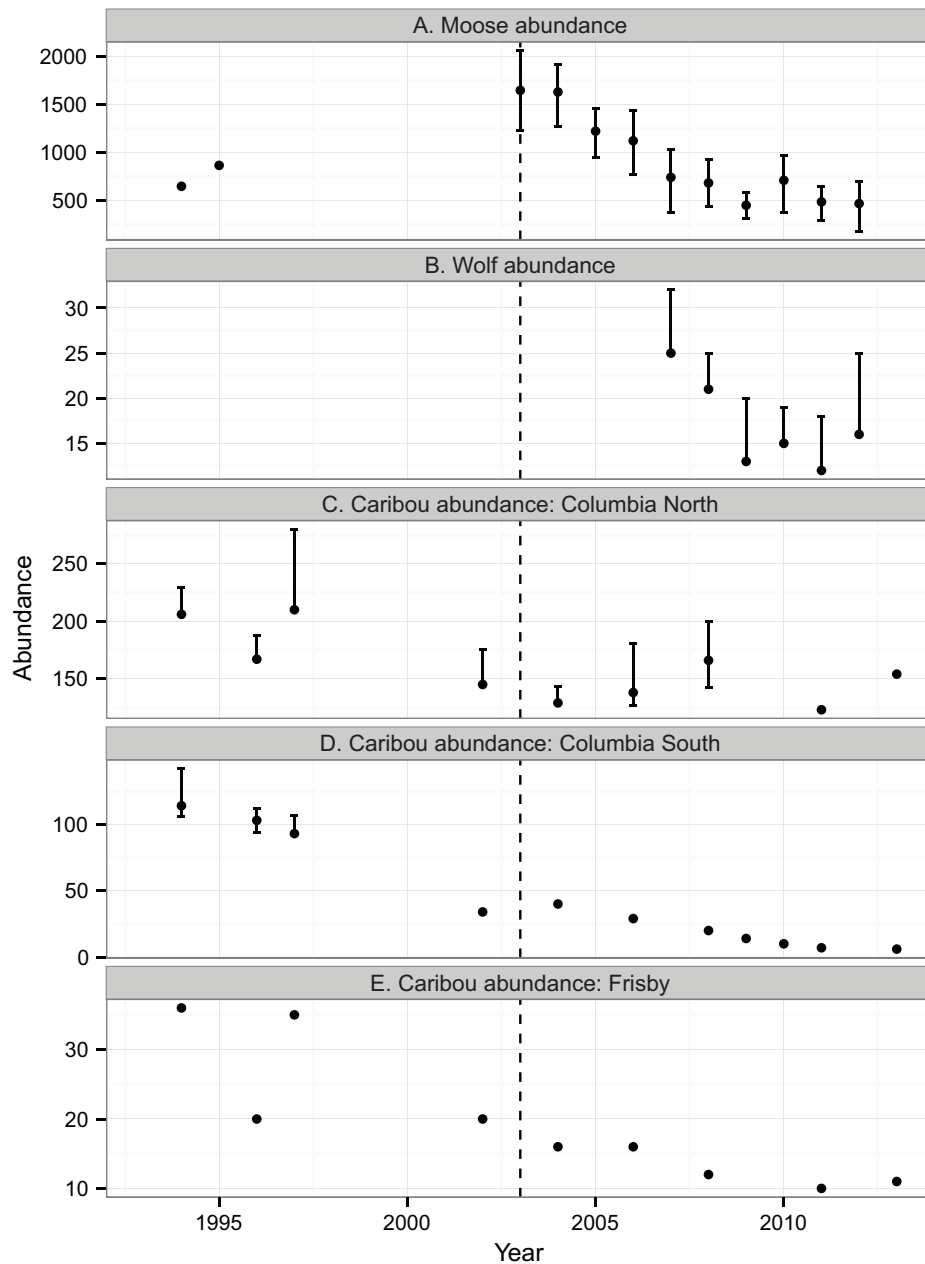 A. Moose abundance
2000
1500
1000
500
B. Wolf abundance
30
25
20
15
C. Caribou abundance: Columbia North
250
200
150
Abundance
D. Caribou abundance: Columbia South
100
50
0
E. Caribou abundance: Frisby
30
20
10
1995 2000 2005 2010
Year